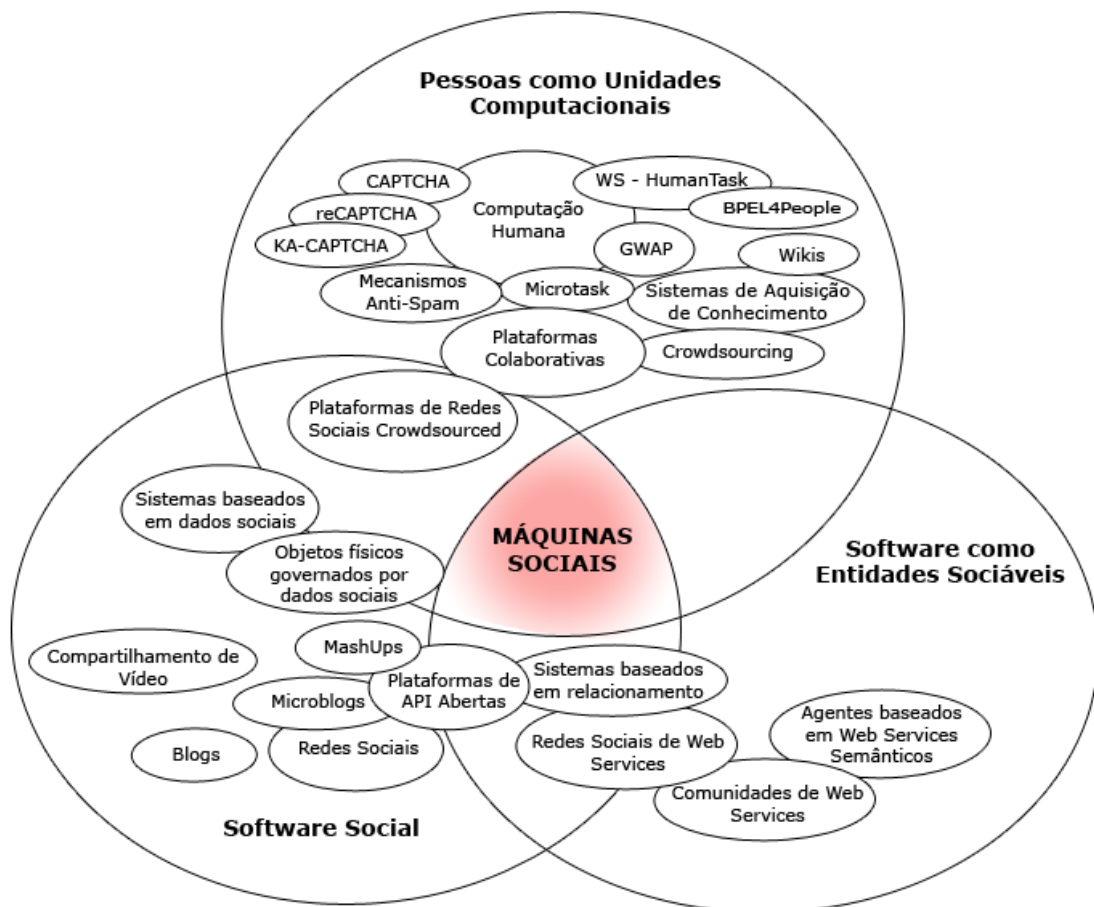 Pessoas como Unidades
Computacionais
CAPTCHA
WS - HumanTask
reCAPTCHA
Computação
Humana
BPEL4People
KA-CAPTCHA
GWAP
Wikis
Mecanismos
Anti-Spam
Microtask
Sistemas de Aquisição
de Conhecimento
Plataformas
Colaborativas
Crowdsourcing
Plataformas de Redes
Sociais Crowdsourced
Sistemas baseados
em dados sociais
MÁQUINAS
SOCIAIS
Objetos físicos
governados por
dados sociais
Software como
Entidades Sociáveis
MashUps
Compartilhamento de
Vídeo
Plataformas de
API Abertas
Sistemas baseados
em relacionamento
Microblogs
Agentes baseados
em Web Services
Semânticos
Blogs
Redes Sociais
Redes Sociais de Web
Services
Comunidades de Web
Services
Software Social